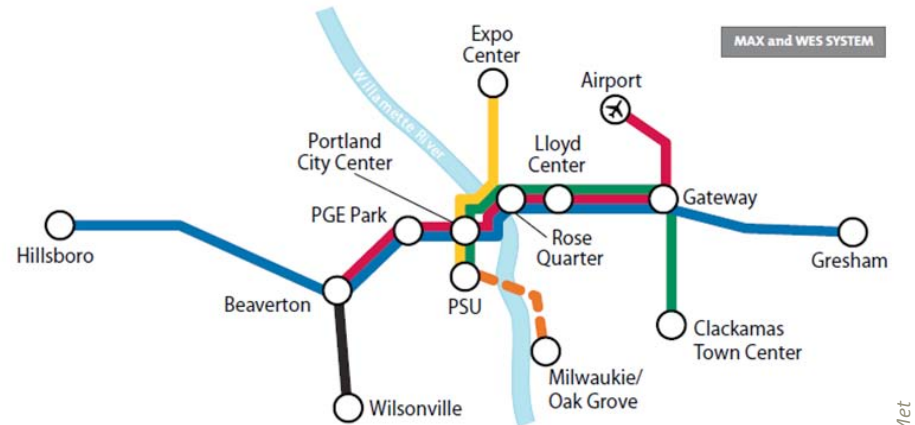 MAX and WES SYSTEM
Expo
Center
Airport
Willamette River
Portland
City Center
Lloyd
Center
PGE Park
Gateway
Hillsboro
Rose
Quarter
Gresham
Beaverton
PSU
Clackamas
Town Center
Milwaukie/
Oak Grove
Wilsonville
Met